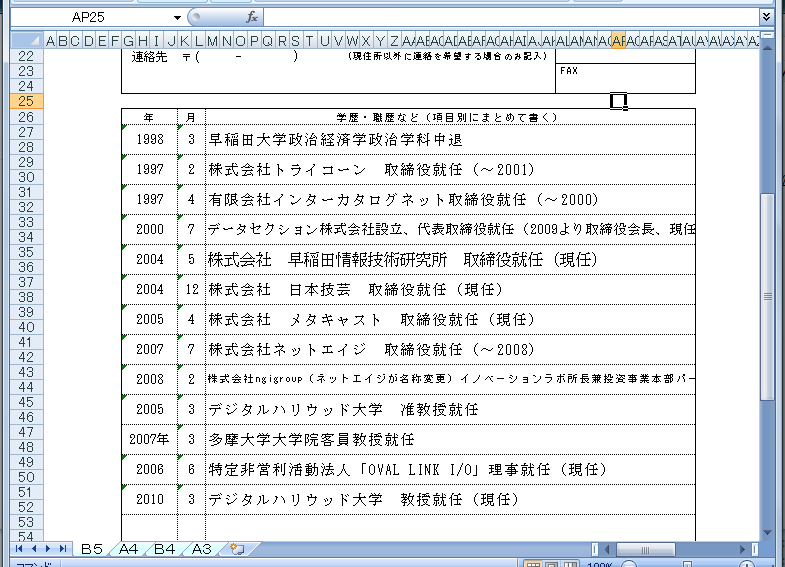 AP25
fx
A B C D E F G H I J K L M N O P Q R S T U V W X Y Z
22 連絡先 〒( - ) (現住所以外に連絡を希望する場合のみ記入)
23 FAX
24
25
26 年 月 学歴・職歴など(項目別にまとめて書く)
27 1998 3 早稲田大学政治経済学政治学科中退
28
29 1997 2 株式会社トライコーン 取締役就任(~2001)
30
31 1997 4 有限会社インターカタログネット取締役就任(~2000)
32
33 2000 7 データセクション株式会社設立、代表取締役就任(2009より取締役会長、現任
34
35 2004 5 株式会社 早稲田情報技術研究所 取締役就任(現任)
36
37 2004 12 株式会社 日本技芸 取締役就任(現任)
38
39 2005 4 株式会社 メタキャスト 取締役就任(現任)
40
41 2007 7 株式会社ネットエイジ 取締役就任(~2008)
42
43 2008 2 株式会社ngigroup(ネットエイジが名称変更)イノベーションラボ所長兼投資事業本部パー
44
45 2005 3 デジタルハリウッド大学 准教授就任
46
47 2007年 3 多摩大学大学院客員教授就任
48
49 2006 6 特定非営利活動法人「OVAL LINK I/O」理事就任(現任)
50
51 2010 3 デジタルハリウッド大学 教授就任(現任)
52
53
54
B5 A4 B4 A3
コマンド 100%